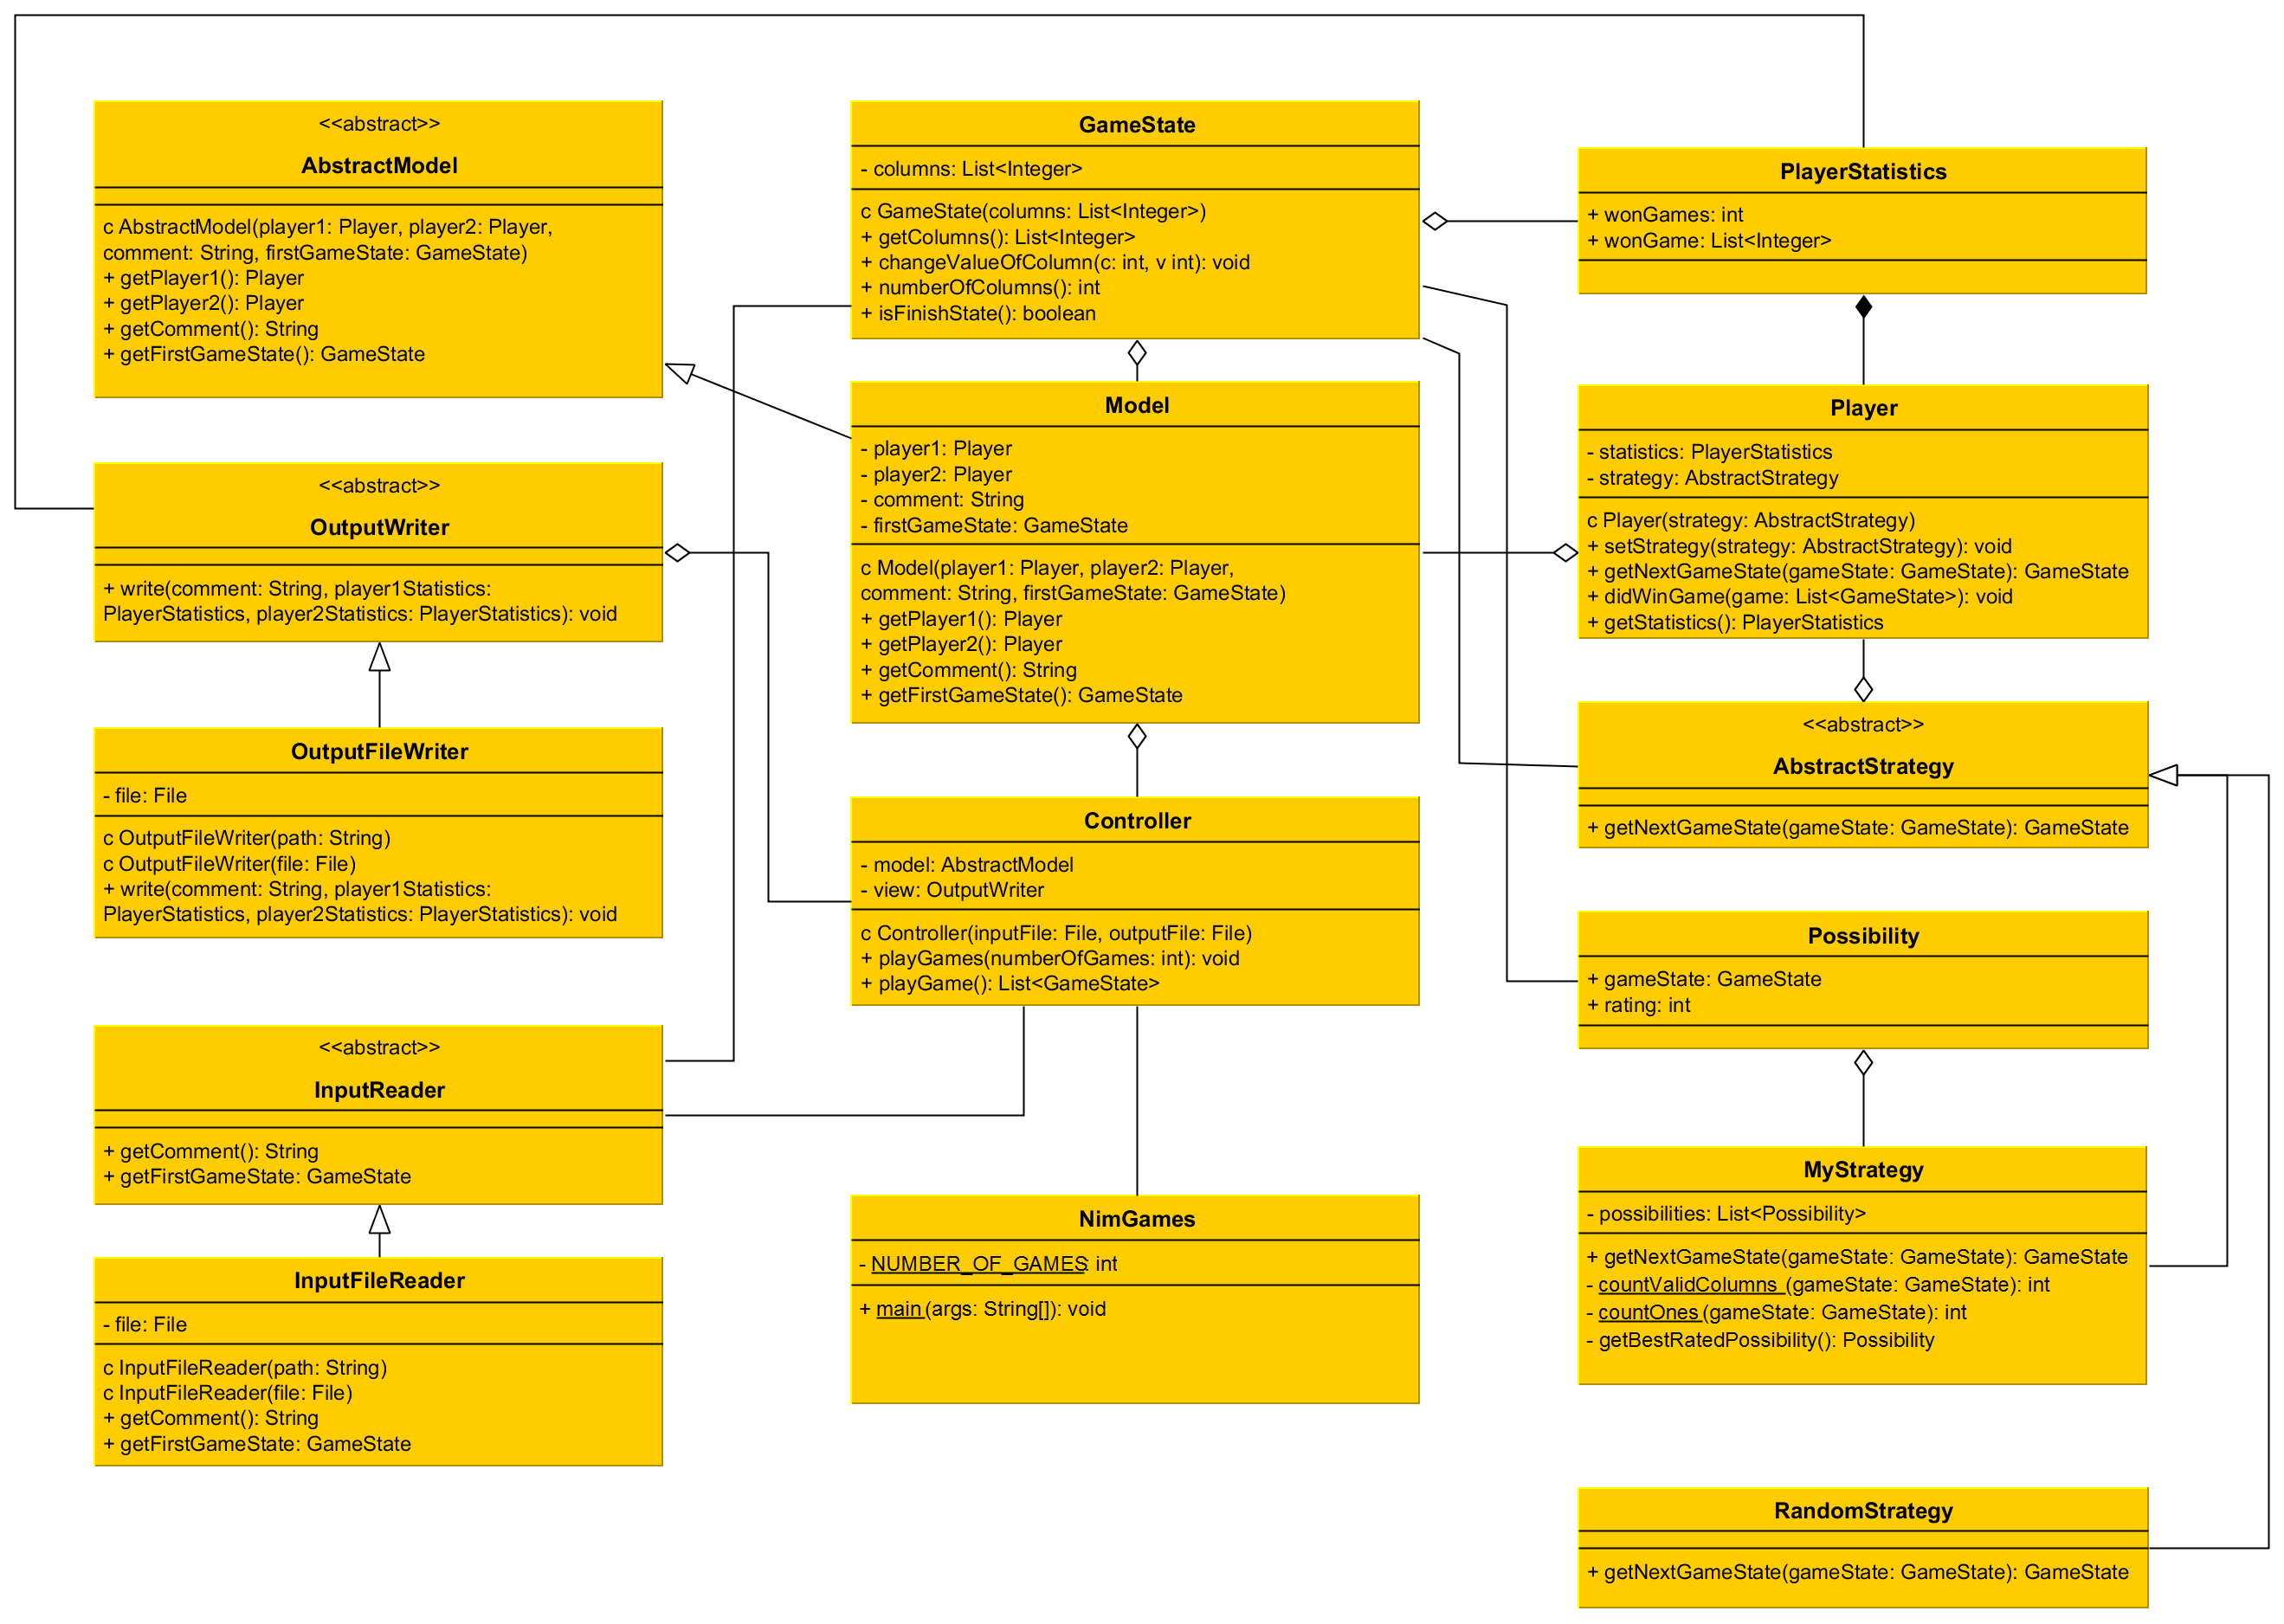 <<abstract>>
AbstractModel
c AbstractModel(player1: Player, player2: Player,
comment: String, firstGameState: GameState)
+ getPlayer1(): Player
+ getPlayer2(): Player
+ getComment(): String
+ getFirstGameState(): GameState
<<abstract>>
OutputWriter
+ write(comment: String, player1Statistics:
PlayerStatistics, player2Statistics: PlayerStatistics): void
OutputFileWriter
- file: File
c OutputFileWriter(path: String)
c OutputFileWriter(file: File)
+ write(comment: String, player1Statistics:
PlayerStatistics, player2Statistics: PlayerStatistics): void
<<abstract>>
InputReader
+ getComment(): String
+ getFirstGameState: GameState
InputFileReader
- file: File
c InputFileReader(path: String)
c InputFileReader(file: File)
+ getComment(): String
+ getFirstGameState: GameState
GameState
- columns: List<Integer>
c GameState(columns: List<Integer>)
+ getColumns(): List<Integer>
+ changeValueOfColumn(c: int, v int): void
+ numberOfColumns(): int
+ isFinishState(): boolean
Model
- player1: Player
- player2: Player
- comment: String
- firstGameState: GameState
c Model(player1: Player, player2: Player,
comment: String, firstGameState: GameState)
+ getPlayer1(): Player
+ getPlayer2(): Player
+ getComment(): String
+ getFirstGameState(): GameState
Controller
- model: AbstractModel
- view: OutputWriter
c Controller(inputFile: File, outputFile: File)
+ playGames(numberOfGames: int): void
+ playGame(): List<GameState>
NimGames
- NUMBER_OF_GAMES: int
+ main (args: String[]): void
PlayerStatistics
+ wonGames: int
+ wonGame: List<Integer>
Player
- statistics: PlayerStatistics
- strategy: AbstractStrategy
c Player(strategy: AbstractStrategy)
+ setStrategy(strategy: AbstractStrategy): void
+ getNextGameState(gameState: GameState): GameState
+ didWinGame(game: List<GameState>): void
+ getStatistics(): PlayerStatistics
<<abstract>>
AbstractStrategy
+ getNextGameState(gameState: GameState): GameState
Possibility
+ gameState: GameState
+ rating: int
MyStrategy
- possibilities: List<Possibility>
+ getNextGameState(gameState: GameState): GameState
- countValidColumns (gameState: GameState): int
- countOnes (gameState: GameState): int
- getBestRatedPossibility(): Possibility
RandomStrategy
+ getNextGameState(gameState: GameState): GameState